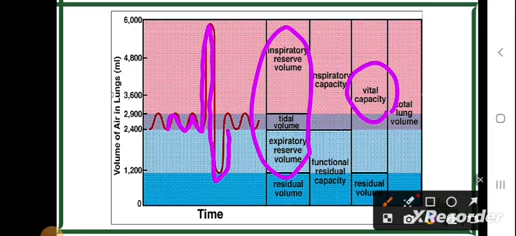 Volume of Air in Lungs (ml)
6,000
4,800
3,600
2,900
2,400
1,200
0
Time
inspiratory
reserve
volume
tidal
volume
expiratory
reserve
volume
residual
volume
inspiratory
capacity
functional
residual
capacity
vital
capacity
residual
volume
total
lung
volume
XRecorder